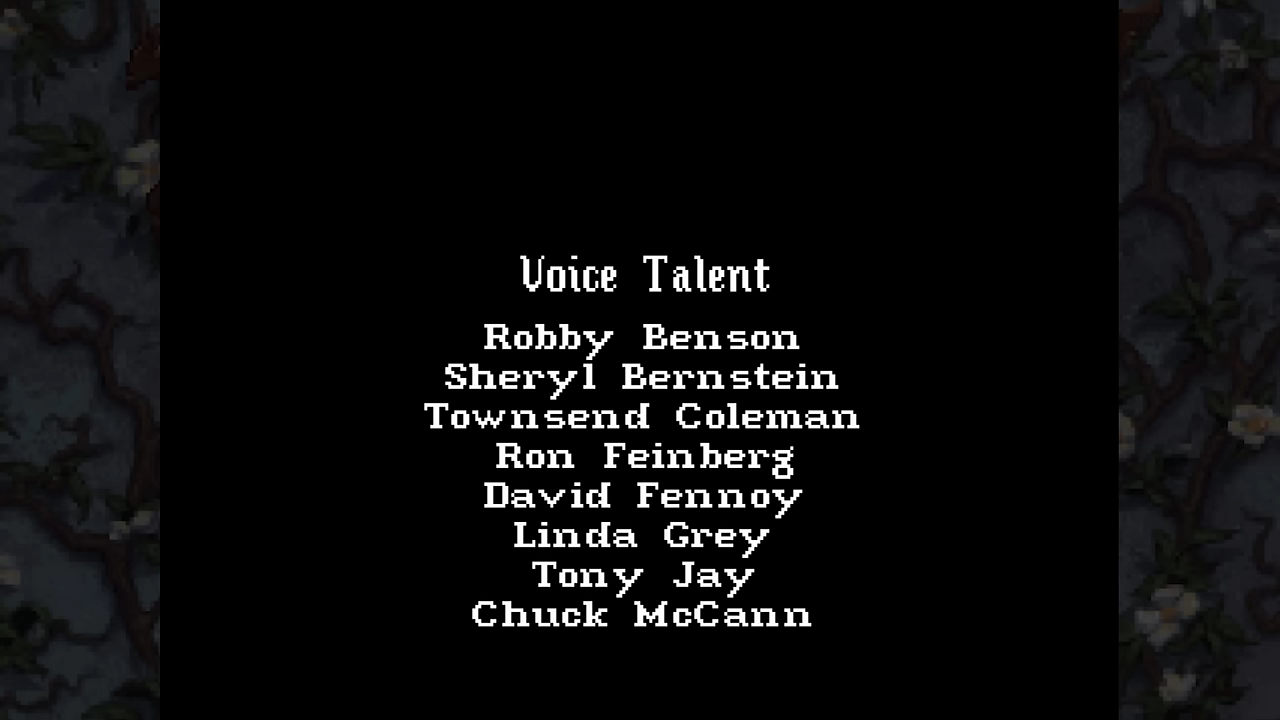 Voice Talent
Robby Benson
Sheryl Bernstein
Townsend Coleman
Ron Feinberg
David Fennoy
Linda Grey
Tony Jay
Chuck McCann